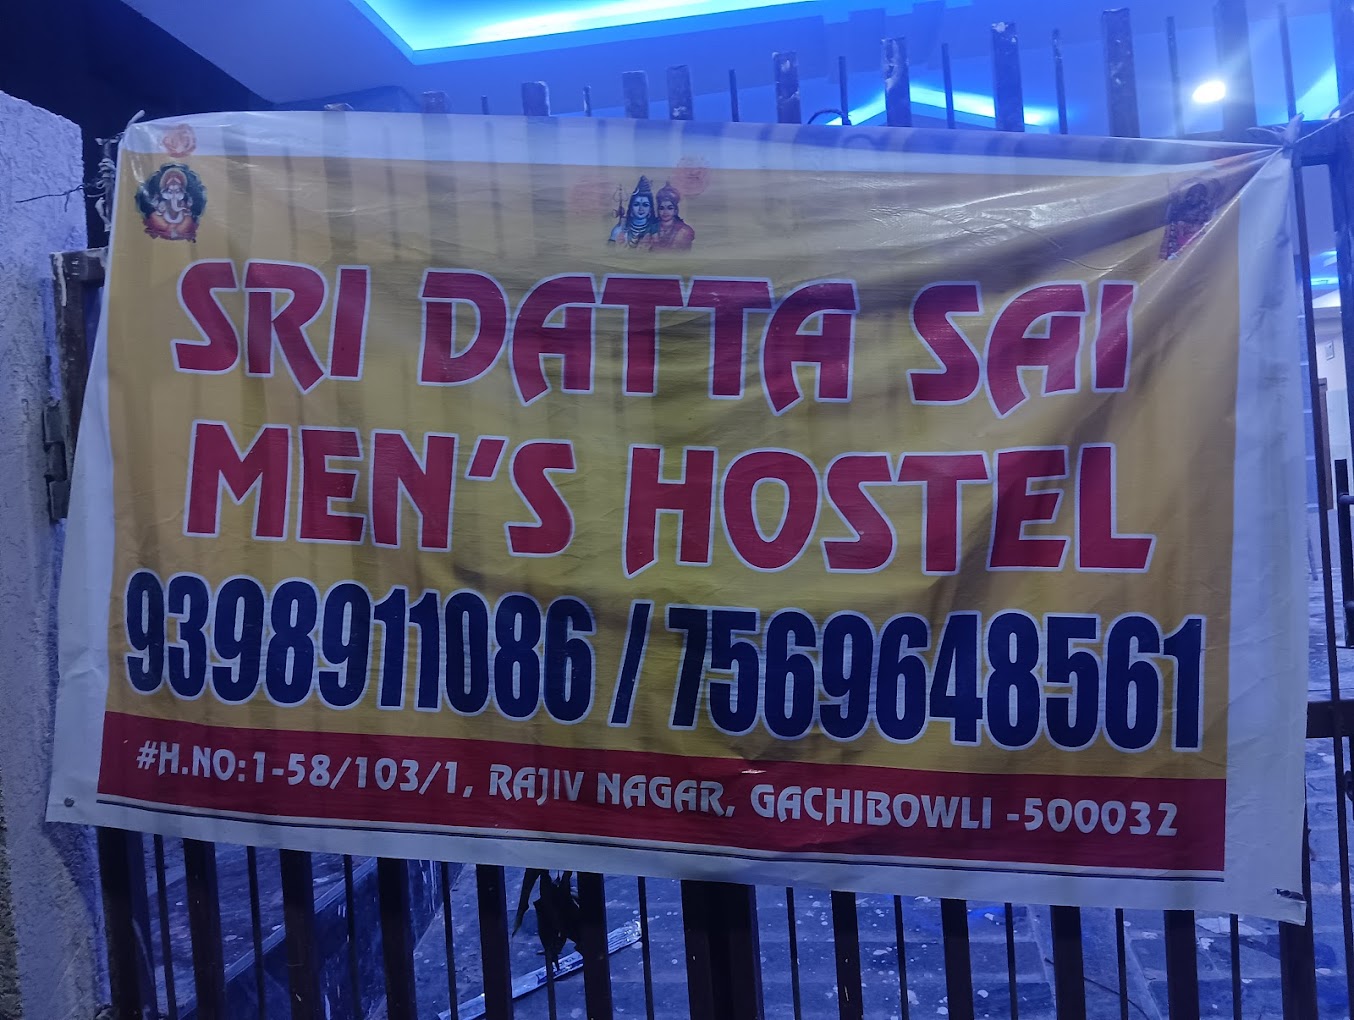 SRI DATTA SAI
MEN'S HOSTEL
9398911086 / 7569648561
#H.NO:1-58/103/1, RAJIV NAGAR, GACHIBOWLI -500032